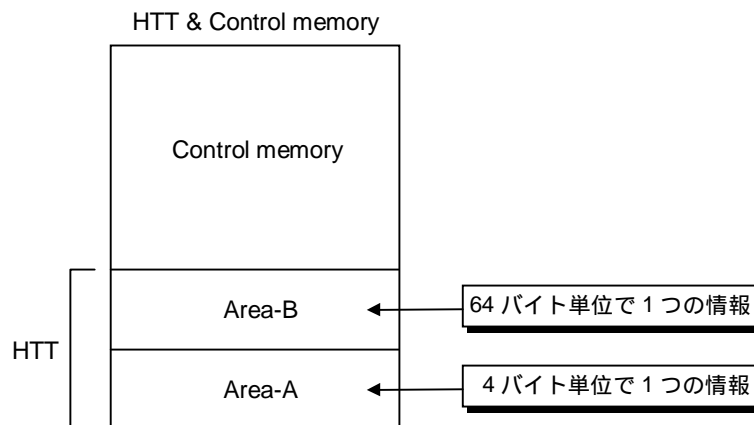 HTT & Control memory
Control memory
Area-B
64 バイト単位で 1 つの情報
HTT
Area-A
4 バイト単位で 1 つの情報